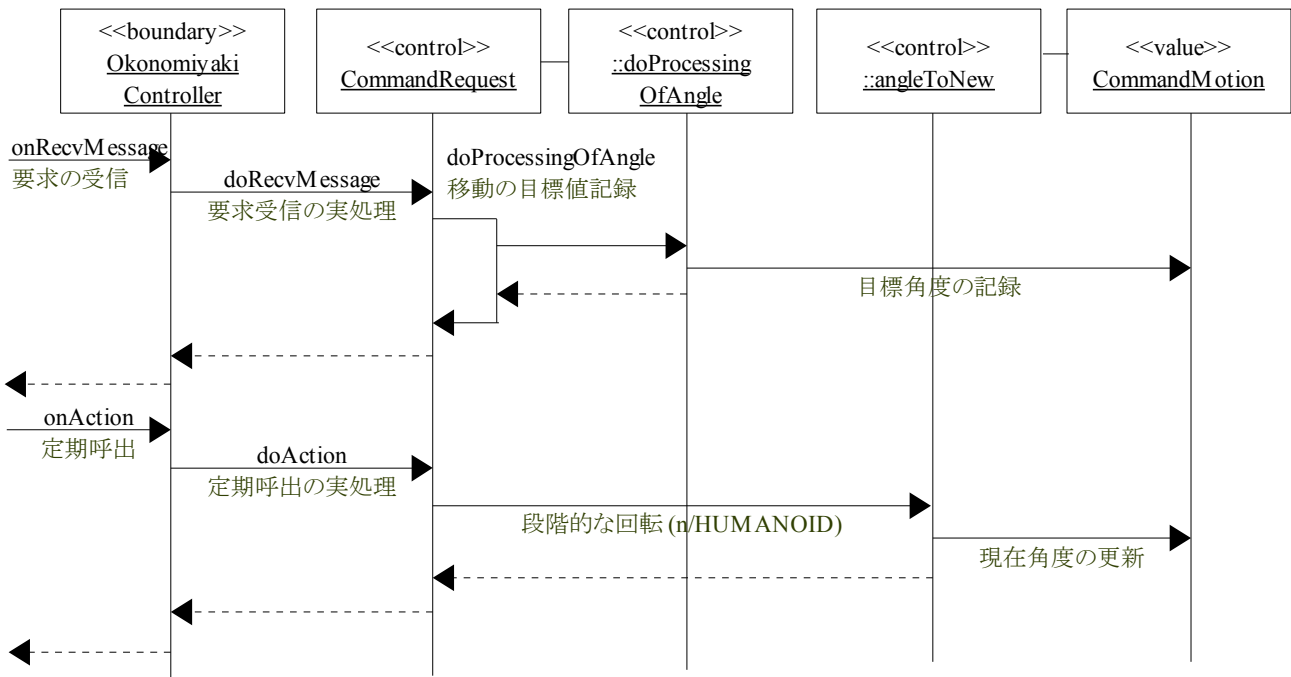 <<boundary>>
Okonomiyaki
Controller
<<control>>
CommandRequest
<<control>>
::doProcessing
OfAngle
<<control>>
::angleToNew
<<value>>
CommandMotion
onRecvMessage
要求の受信
doRecvMessage
要求受信の実処理
doProcessingOfAngle
移動の目標値記録
目標角度の記録
onAction
定期呼出
doAction
定期呼出の実処理
段階的な回転 (n/HUMANOID)
現在角度の更新